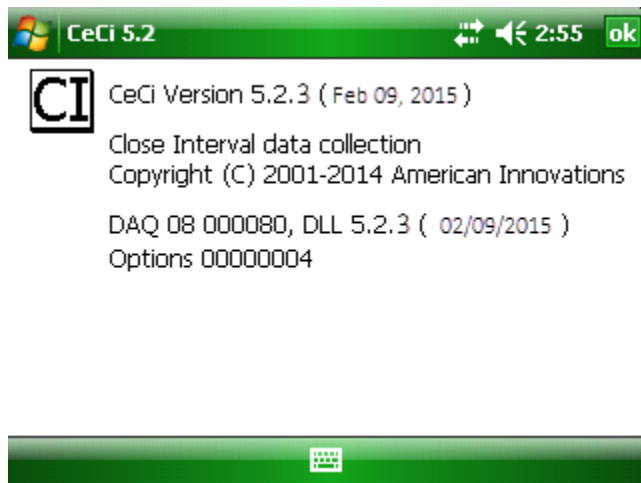 CeCi 5.2 2:55 ok
CI CeCi Version 5.2.3 ( Feb 09, 2015 )
Close Interval data collection
Copyright (C) 2001-2014 American Innovations
DAQ 08 000080, DLL 5.2.3 ( 02/09/2015 )
Options 00000004